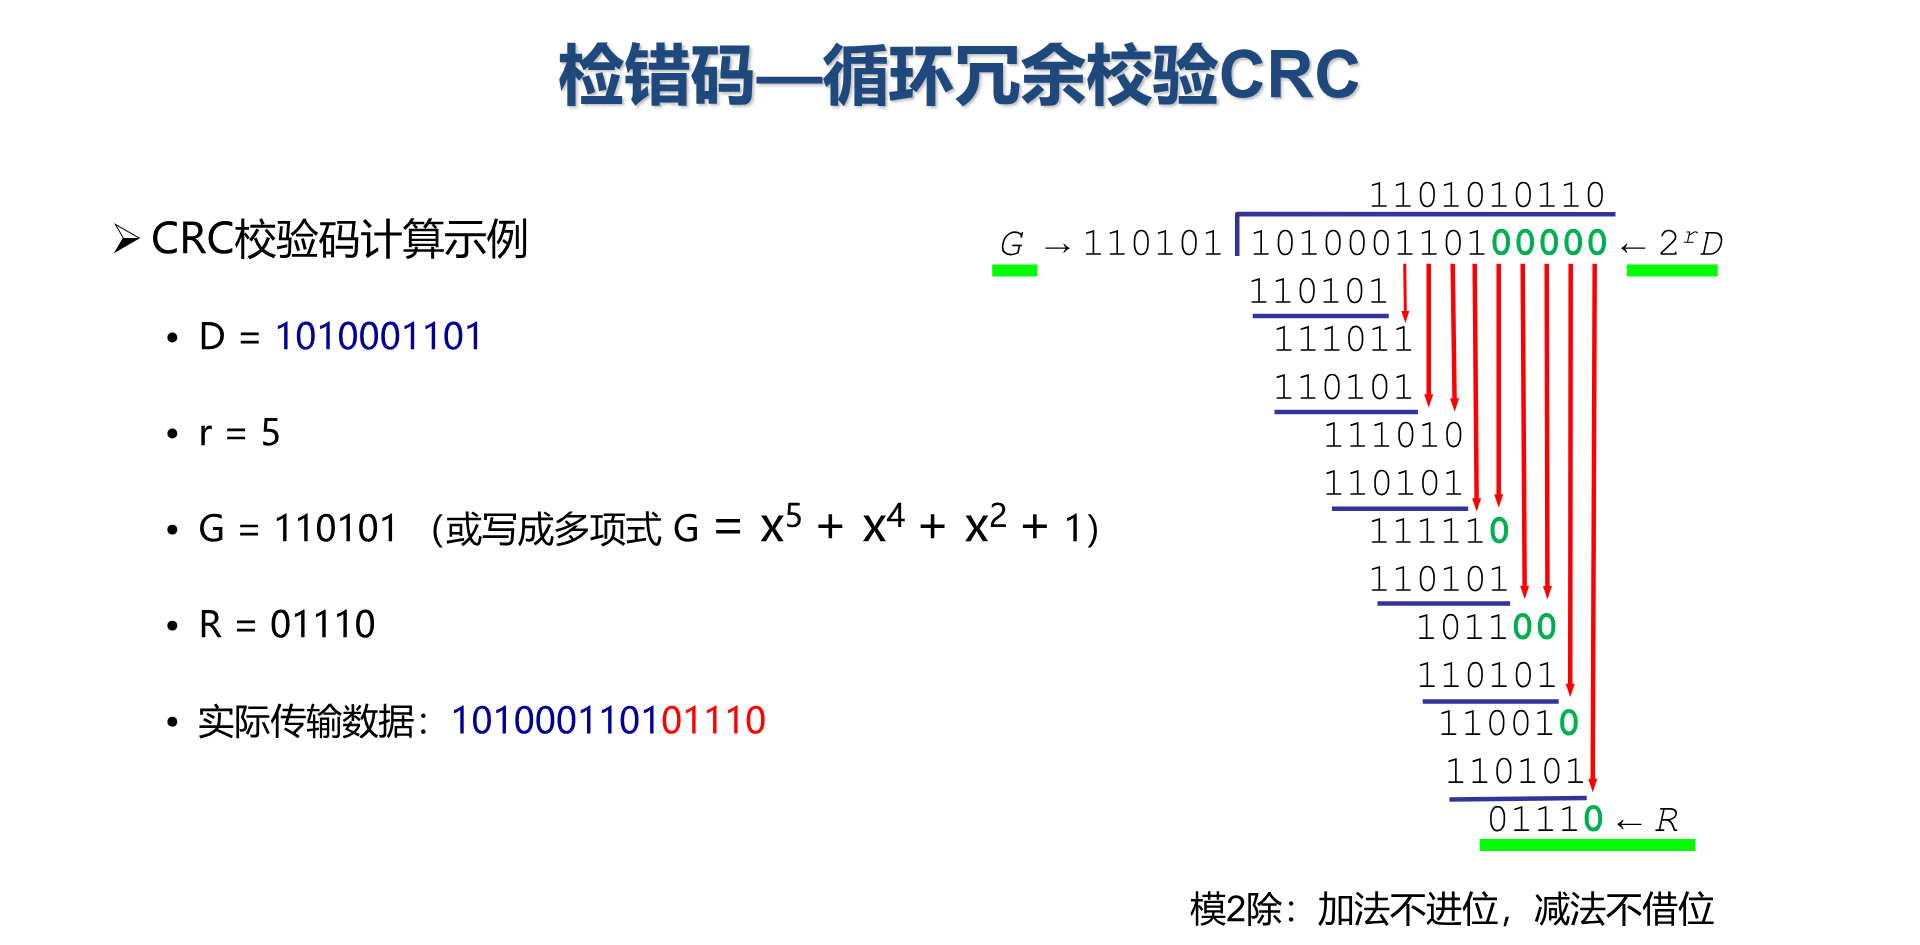 检错码—循环冗余校验CRC
➢ CRC校验码计算示例
• D = 1010001101
• r = 5
• G = 110101 (或写成多项式 G = x⁵ + x⁴ + x² + 1)
• R = 01110
• 实际传输数据：101000110101110
1101010110
G → 110101 101000110100000 ← 2ʳD
110101
111011
110101
111010
110101
111110
110101
101100
110101
110010
110101
01110 ← R
模2除：加法不进位，减法不借位